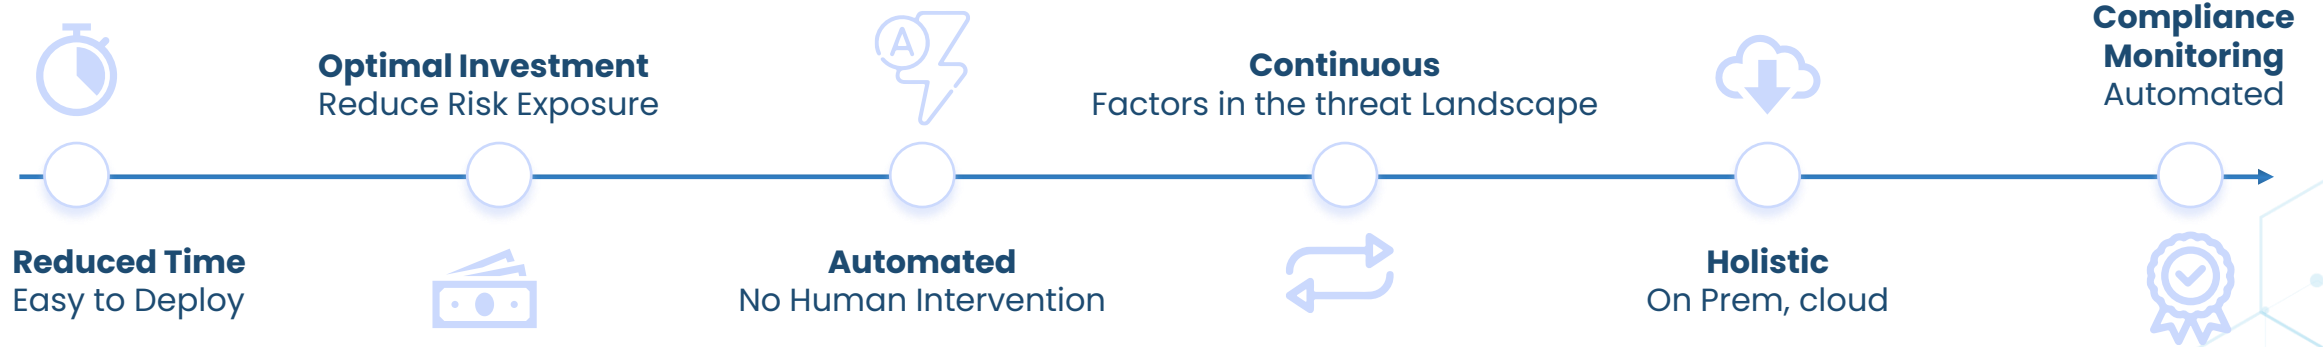 Reduced Time
Easy to Deploy
Optimal Investment
Reduce Risk Exposure
A
Automated
No Human Intervention
Continuous
Factors in the threat Landscape
Holistic
On Prem, cloud
Compliance
Monitoring
Automated